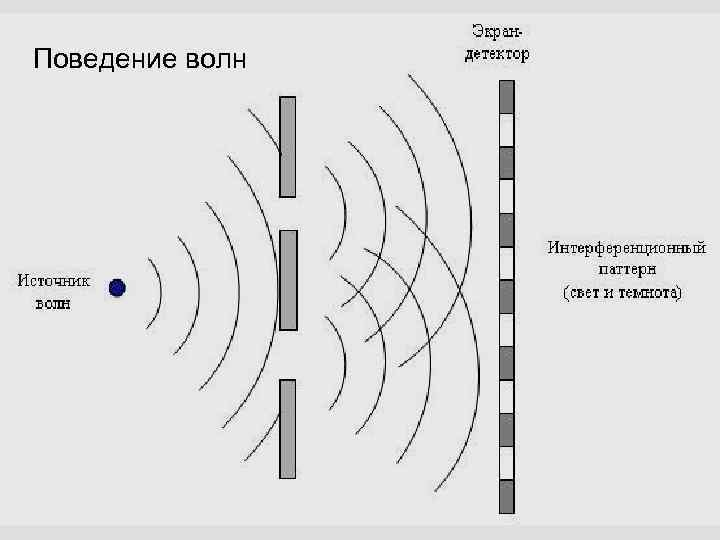 Поведение волн
Экран-
детектор
Источник
волн
Интерференционный
паттерн
(свет и темнота)